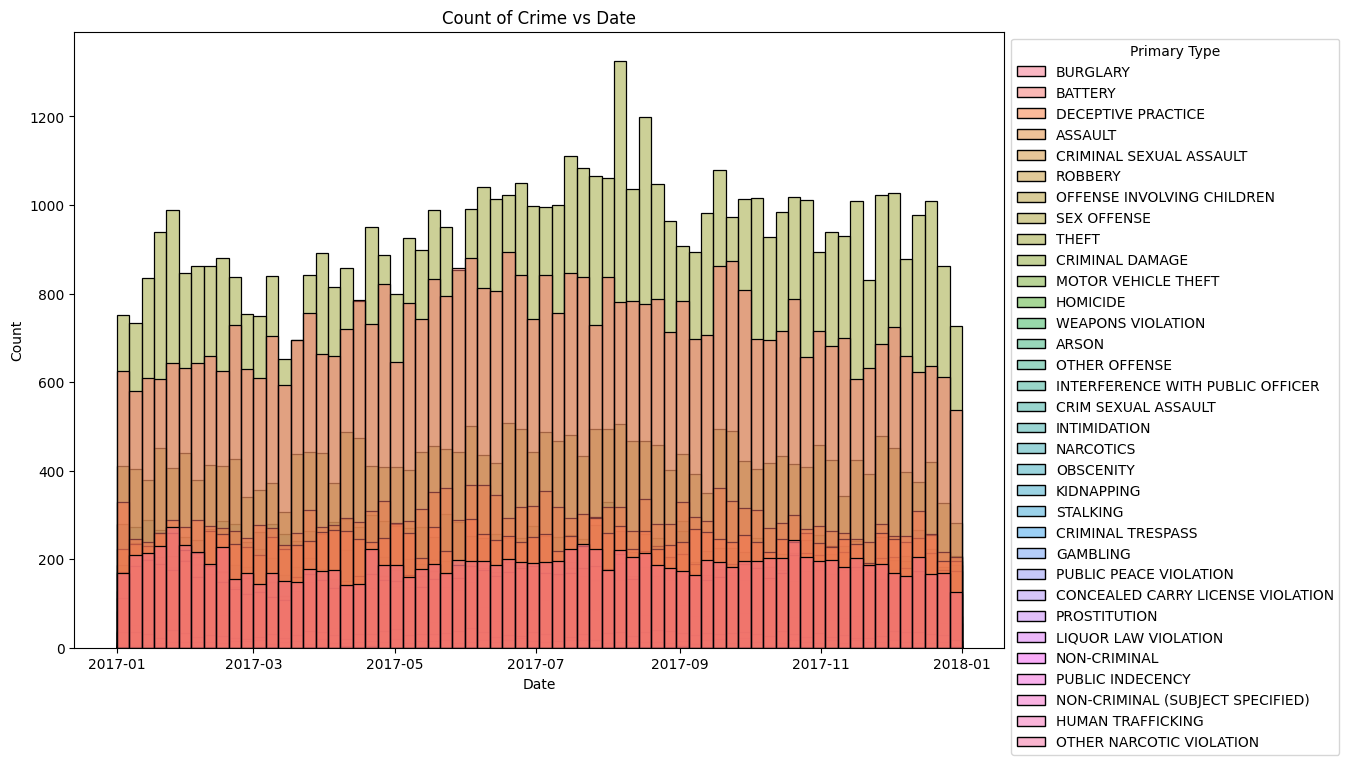 Count of Crime vs Date
Count
1200
1000
800
600
400
200
0
2017-01
2017-03
2017-05
2017-07
2017-09
2017-11
2018-01
Date
Primary Type
BURGLARY
BATTERY
DECEPTIVE PRACTICE
ASSAULT
CRIMINAL SEXUAL ASSAULT
ROBBERY
OFFENSE INVOLVING CHILDREN
SEX OFFENSE
THEFT
CRIMINAL DAMAGE
MOTOR VEHICLE THEFT
HOMICIDE
WEAPONS VIOLATION
ARSON
OTHER OFFENSE
INTERFERENCE WITH PUBLIC OFFICER
CRIM SEXUAL ASSAULT
INTIMIDATION
NARCOTICS
OBSCENITY
KIDNAPPING
STALKING
CRIMINAL TRESPASS
GAMBLING
PUBLIC PEACE VIOLATION
CONCEALED CARRY LICENSE VIOLATION
PROSTITUTION
LIQUOR LAW VIOLATION
NON-CRIMINAL
PUBLIC INDECENCY
NON-CRIMINAL (SUBJECT SPECIFIED)
HUMAN TRAFFICKING
OTHER NARCOTIC VIOLATION